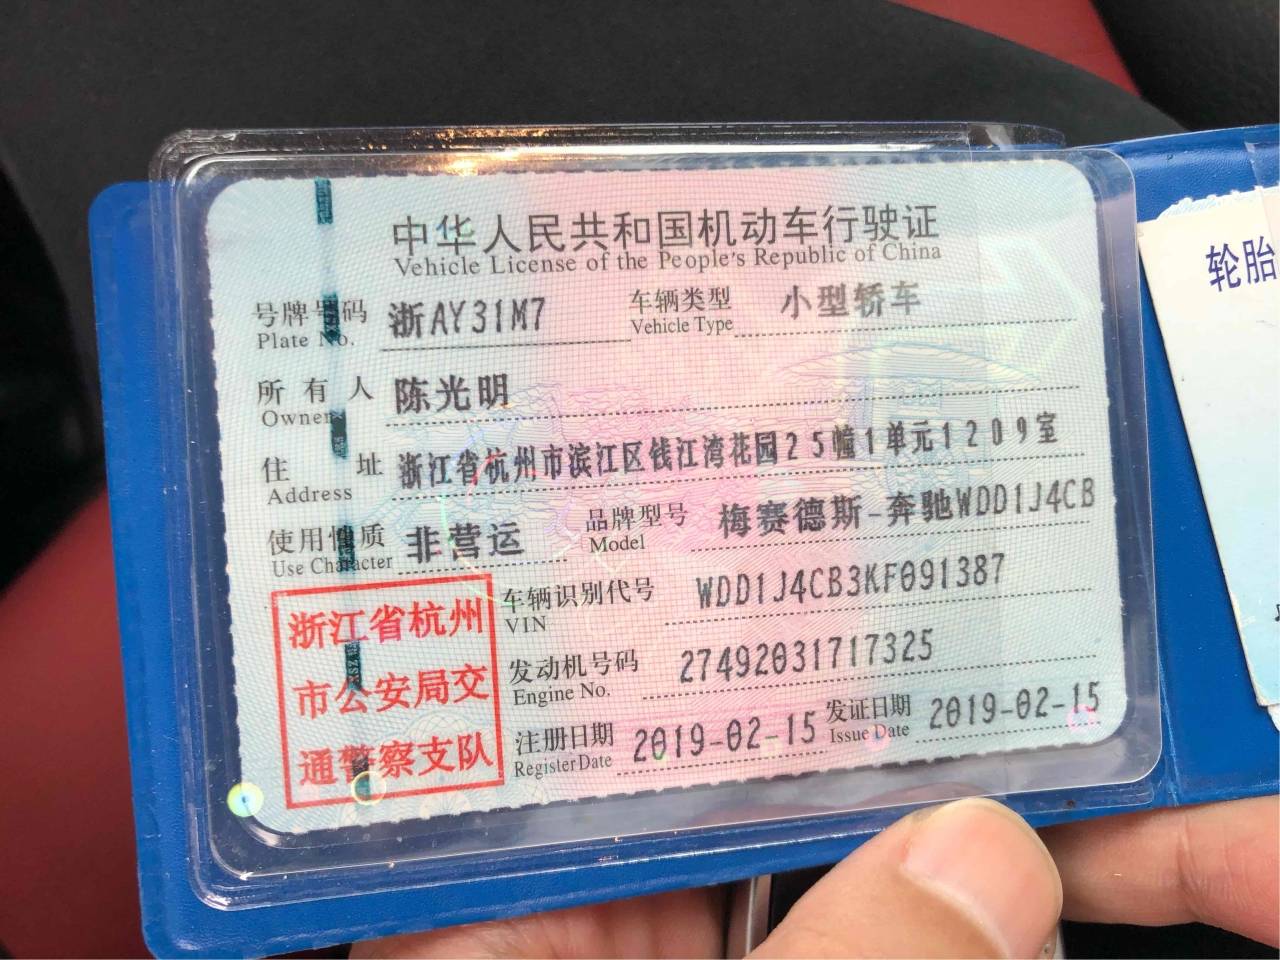 中华人民共和国机动车行驶证
Vehicle License of the People's Republic of China
号牌号码 浙AY31M7 车辆类型 小型轿车
Plate No. Vehicle Type
所有人 陈光明
Owner
住址 浙江省杭州市滨江区钱江湾花园25幢1单元1209室
Address
使用性质 非营运 品牌型号 梅赛德斯-奔驰WDD1J4CB
Use Character Model
车辆识别代号 WDD1J4CB3KF091387
VIN
发动机号码 27492031717325
Engine No.
注册日期 2019-02-15 发证日期 2019-02-15
Register Date Issue Date
浙江省杭州
市公安局交
通警察支队
轮胎